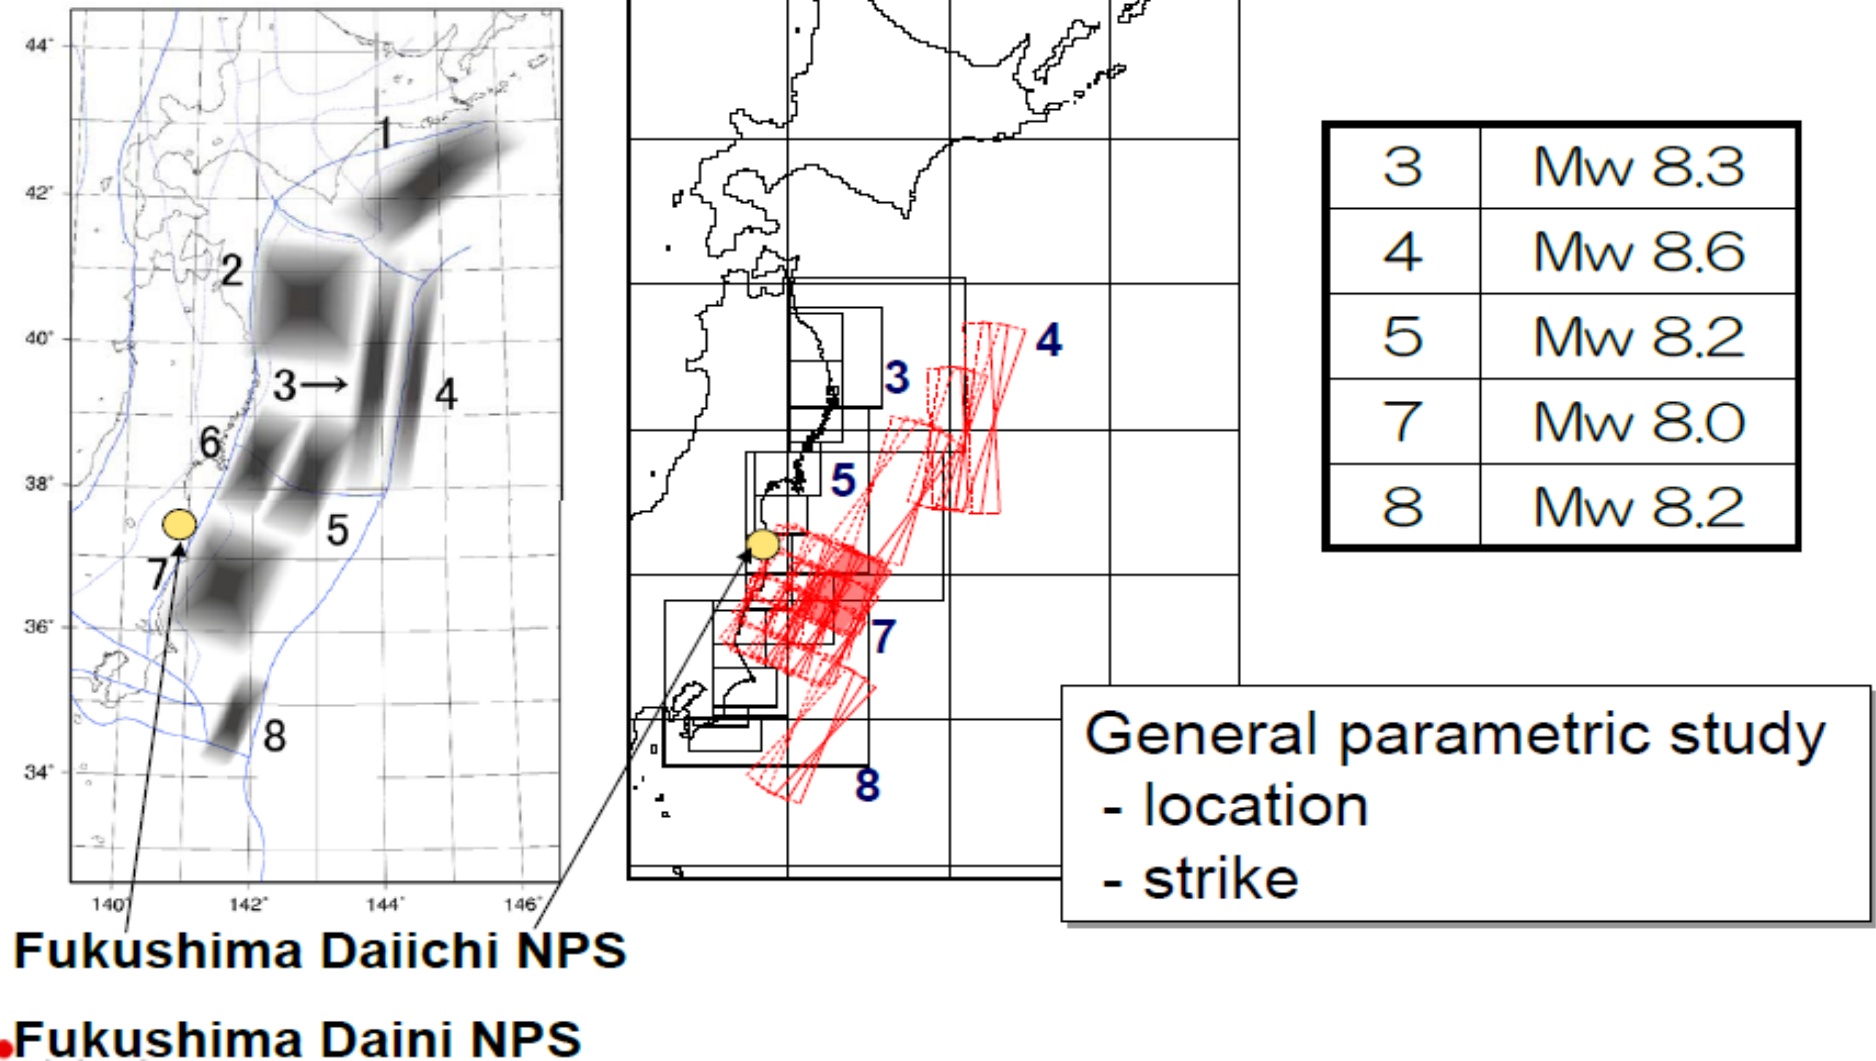 44°
42°
40°
38°
36°
34°
140°
142°
144°
146°
1
2
3→
4
6
5
7
8
4
3
5
7
8
3 Mw 8.3
4 Mw 8.6
5 Mw 8.2
7 Mw 8.0
8 Mw 8.2
General parametric study
- location
- strike
Fukushima Daiichi NPS
Fukushima Daini NPS